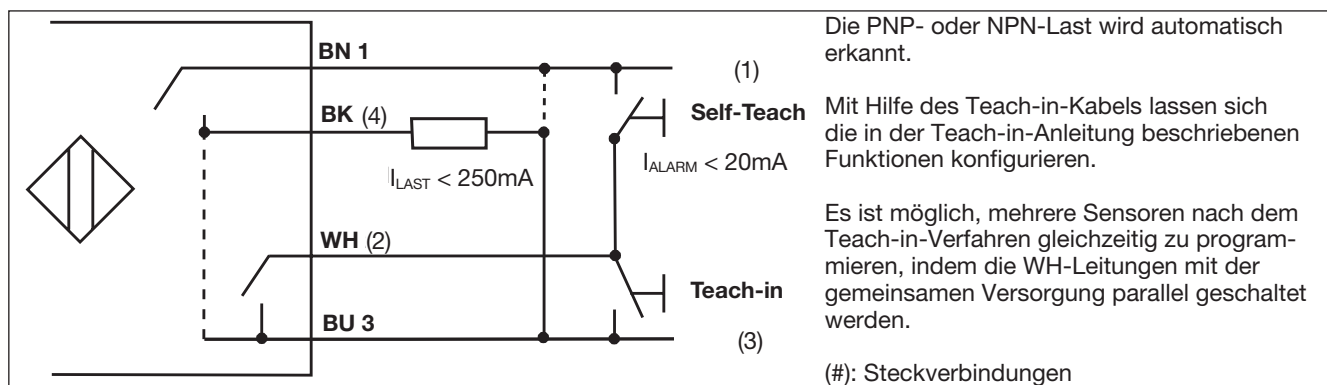 BN 1
(1)
Self-Teach
BK (4)
I_LAST < 250mA
I_ALARM < 20mA
WH (2)
Teach-in
BU 3
(3)
Die PNP- oder NPN-Last wird automatisch
erkannt.
Mit Hilfe des Teach-in-Kabels lassen sich
die in der Teach-in-Anleitung beschriebenen
Funktionen konfigurieren.
Es ist möglich, mehrere Sensoren nach dem
Teach-in-Verfahren gleichzeitig zu program-
mieren, indem die WH-Leitungen mit der
gemeinsamen Versorgung parallel geschaltet
werden.
(#): Steckverbindungen